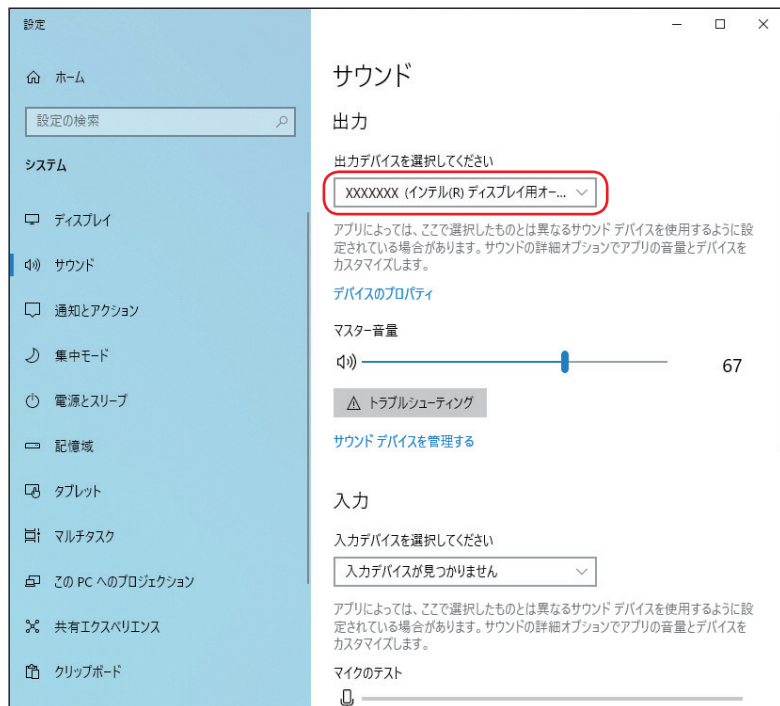 設定
ホーム
設定の検索
システム
ディスプレイ
サウンド
通知とアクション
集中モード
電源とスリープ
記憶域
タブレット
マルチタスク
この PC へのプロジェクション
共有エクスペリエンス
クリップボード
サウンド
出力
出力デバイスを選択してください
XXXXXXX (インテル(R) ディスプレイ用オー...
アプリによっては、ここで選択したものとは異なるサウンド デバイスを使用するように設
定されている場合があります。サウンドの詳細オプションでアプリの音量とデバイスを
カスタマイズします。
デバイスのプロパティ
マスター音量
67
トラブルシューティング
サウンド デバイスを管理する
入力
入力デバイスを選択してください
入力デバイスが見つかりません
アプリによっては、ここで選択したものとは異なるサウンド デバイスを使用するように設
定されている場合があります。サウンドの詳細オプションでアプリの音量とデバイスを
カスタマイズします。
マイクのテスト